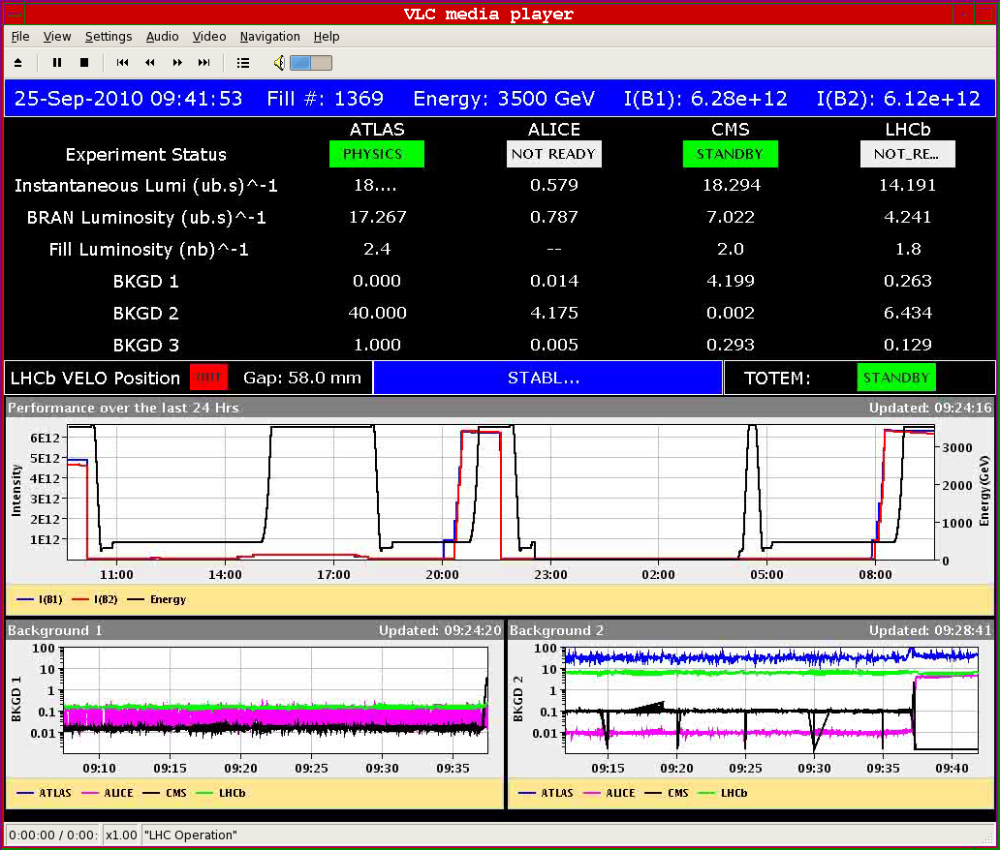 VLC media player
File View Settings Audio Video Navigation Help
25-Sep-2010 09:41:53 Fill #: 1369 Energy: 3500 GeV I(B1): 6.28e+12 I(B2): 6.12e+12
ATLAS ALICE CMS LHCb
Experiment Status PHYSICS NOT READY STANDBY NOT_RE...
Instantaneous Lumi (ub.s)^-1 18.... 0.579 18.294 14.191
BRAN Luminosity (ub.s)^-1 17.267 0.787 7.022 4.241
Fill Luminosity (nb)^-1 2.4 -- 2.0 1.8
BKGD 1 0.000 0.014 4.199 0.263
BKGD 2 40.000 4.175 0.002 6.434
BKGD 3 1.000 0.005 0.293 0.129
LHCb VELO Position OUT Gap: 58.0 mm STABL... TOTEM: STANDBY
Performance over the last 24 Hrs Updated: 09:24:16
Intensity
6E12
5E12
4E12
3E12
2E12
1E12
3000
2000
1000
0
Energy(GeV)
11:00 14:00 17:00 20:00 23:00 02:00 05:00 08:00
I(B1) I(B2) Energy
Background 1 Updated: 09:24:20
BKGD 1
100
10
1
0.1
0.01
09:10 09:15 09:20 09:25 09:30 09:35
ATLAS ALICE CMS LHCb
Background 2 Updated: 09:28:41
BKGD 2
100
10
1
0.1
0.01
09:15 09:20 09:25 09:30 09:35 09:40
ATLAS ALICE CMS LHCb
0:00:00 / 0:00: x1.00 "LHC Operation"